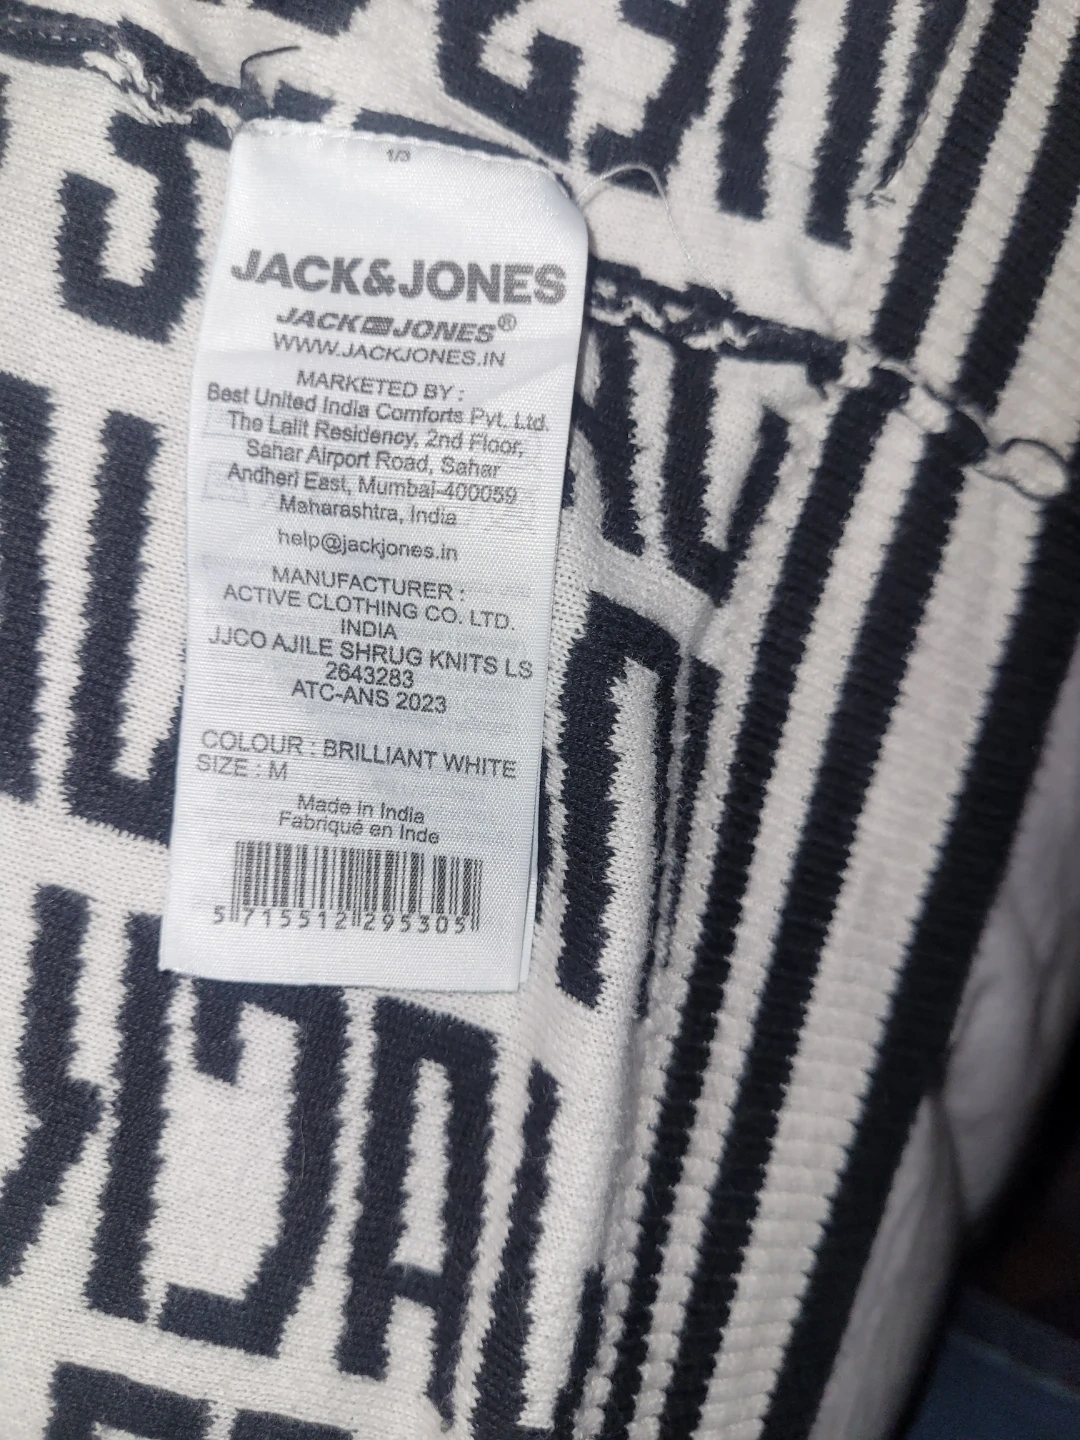 1/3
JACK&JONES
JACK JONES®
WWW.JACKJONES.IN
MARKETED BY :
Best United India Comforts Pvt. Ltd.
The Lalit Residency, 2nd Floor,
Sahar Airport Road, Sahar
Andheri East, Mumbai-400059
Maharashtra, India
help@jackjones.in
MANUFACTURER :
ACTIVE CLOTHING CO. LTD.
INDIA
JJCO AJILE SHRUG KNITS LS
2643283
ATC-ANS 2023
COLOUR : BRILLIANT WHITE
SIZE : M
Made in India
Fabriqué en Inde
5 715512 295305